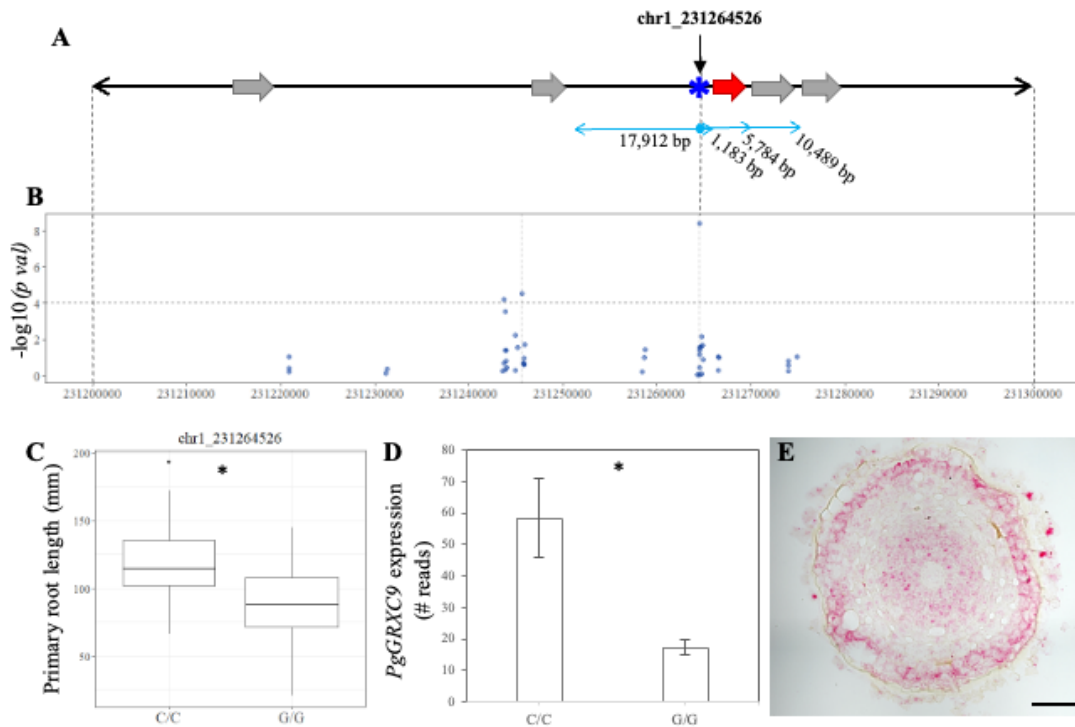 chr1_231264526
A
17,912 bp
1,183 bp
5,784 bp
10,489 bp
B
-log10 (p val)
8
6
4
2
0
231200000 231210000 231220000 231230000 231240000 231250000 231260000 231270000 231280000 231290000 231300000
C
chr1_231264526
Primary root length (mm)
200
150
100
50
*
C/C G/G
D
PgGRXC9 expression
(# reads)
80
70
60
50
40
30
20
10
0
*
C/C G/G
E